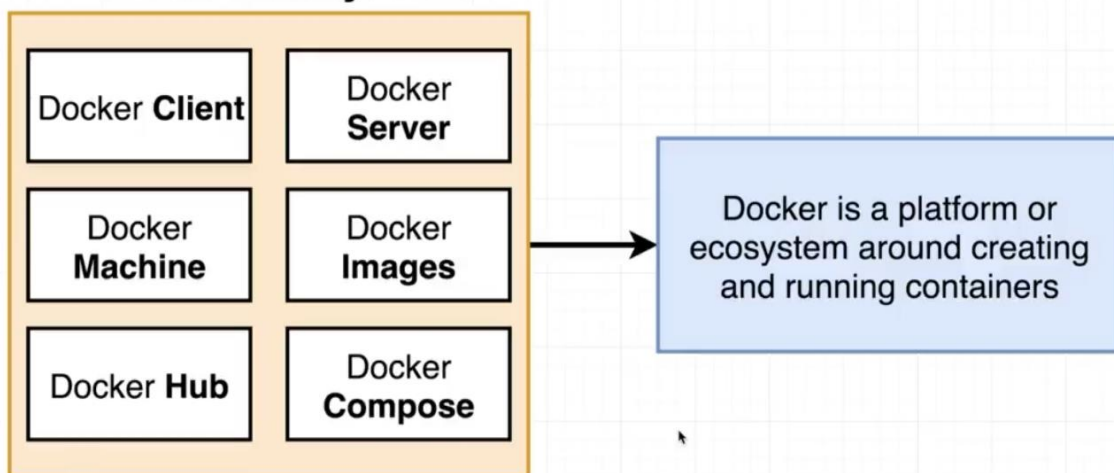 Docker Client
Docker
Server
Docker
Machine
Docker
Images
Docker Hub
Docker
Compose
Docker is a platform or
ecosystem around creating
and running containers